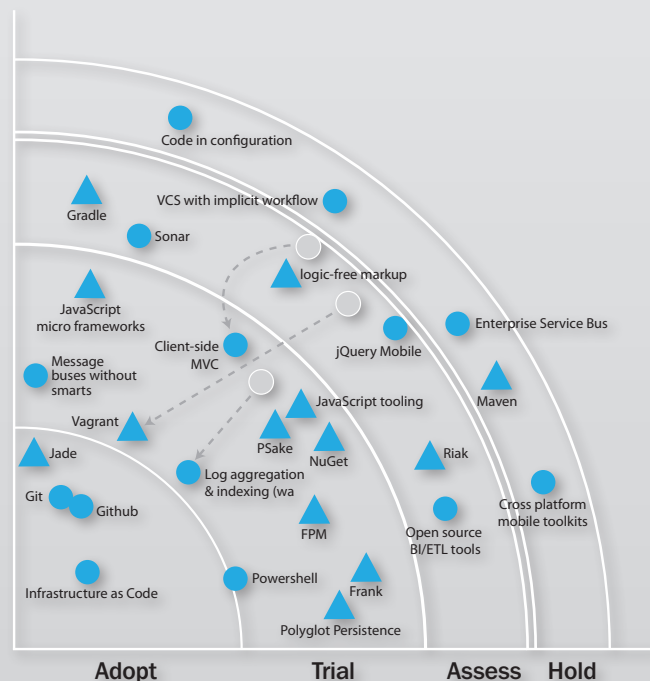 Code in configuration
VCS with implicit workflow
Gradle
Sonar
logic-free markup
JavaScript
micro frameworks
Enterprise Service Bus
Client-side
MVC
jQuery Mobile
Message
buses without
smarts
Maven
JavaScript tooling
Vagrant
PSake
NuGet
Jade
Riak
Log aggregation
& indexing (wa
Git
Github
Cross platform
mobile toolkits
FPM
Open source
BI/ETL tools
Powershell
Infrastructure as Code
Frank
Polyglot Persistence
Adopt
Trial
Assess
Hold